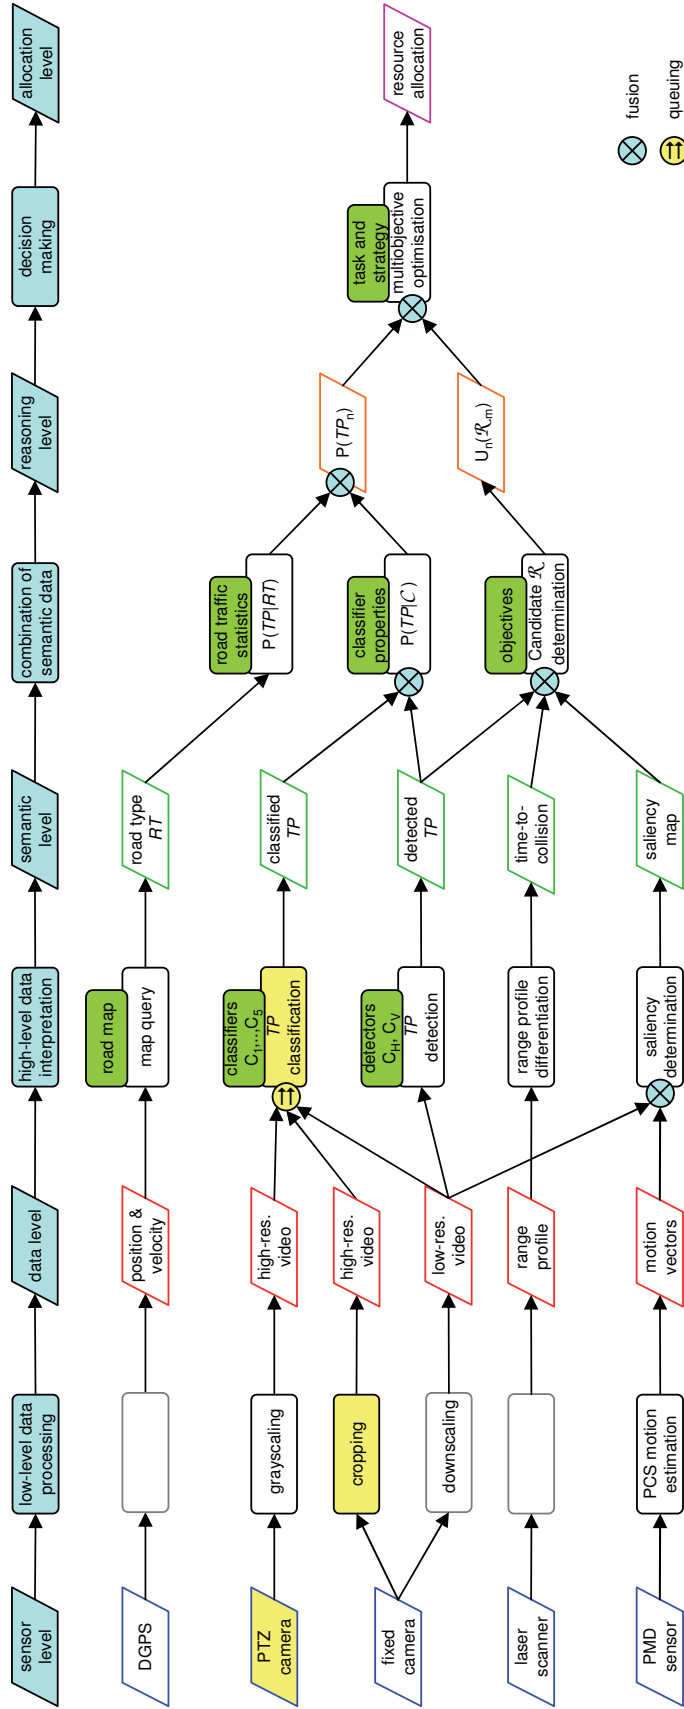 sensor
level
low-level data
processing
data level
high-level data
interpretation
semantic
level
combination of
semantic data
reasoning
level
decision
making
allocation
level
DGPS
position &
velocity
road map
map query
road type
RT
road traffic
statistics
P(TP|RT)
PTZ
camera
grayscaling
high-res.
video
classifiers
C1,..,C5
TP
classification
classified
TP
classifier
properties
P(TP|C)
P(TPn)
task and
strategy
multiobjective
optimisation
resource
allocation
fixed
camera
cropping
high-res.
video
downscaling
low-res.
video
detectors
CH, CV
TP
detection
detected
TP
laser
scanner
range
profile
range profile
differentiation
time-to-
collision
objectives
Candidate ℛ
determination
Un(ℛm)
PMD
sensor
PCS motion
estimation
motion
vectors
saliency
determination
saliency
map
fusion
queuing